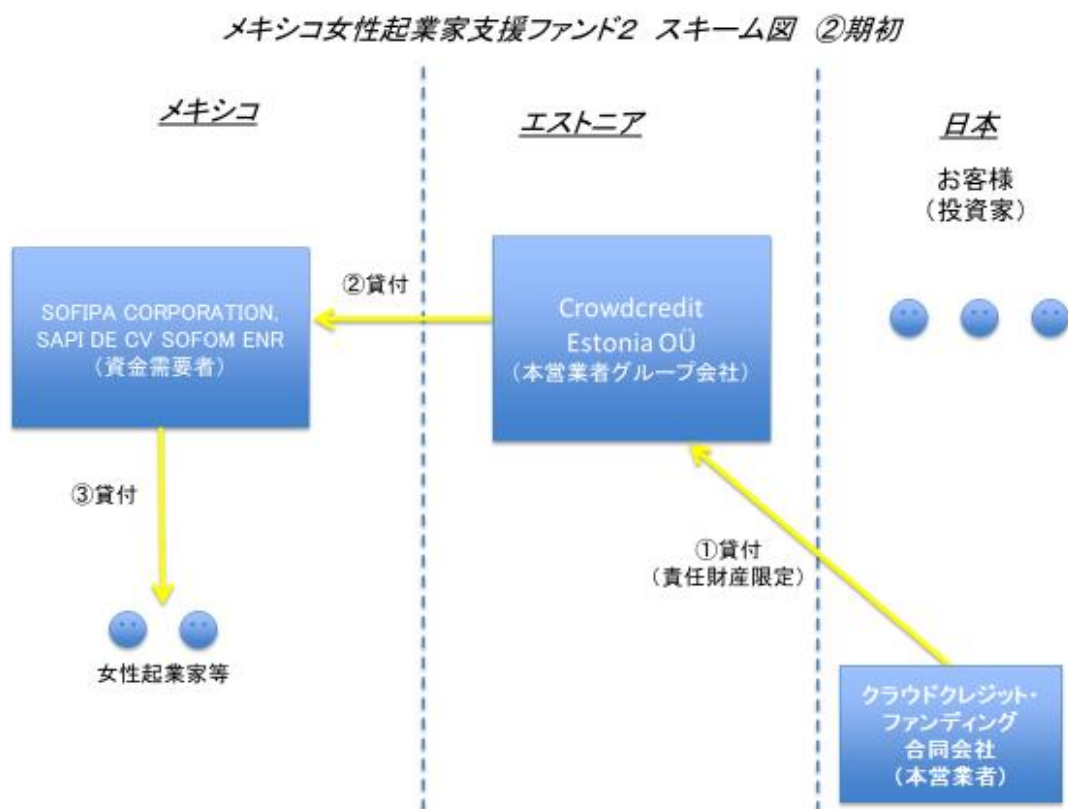 メキシコ女性起業家支援ファンド2 スキーム図 ②期初
メキシコ
エストニア
日本
お客様
（投資家）
SOFIPA CORPORATION,
SAPI DE CV SOFOM ENR
（資金需要者）
②貸付
Crowdcredit
Estonia OÜ
（本営業者グループ会社）
③貸付
①貸付
（責任財産限定）
女性起業家等
クラウドクレジット・
ファンディング
合同会社
（本営業者）